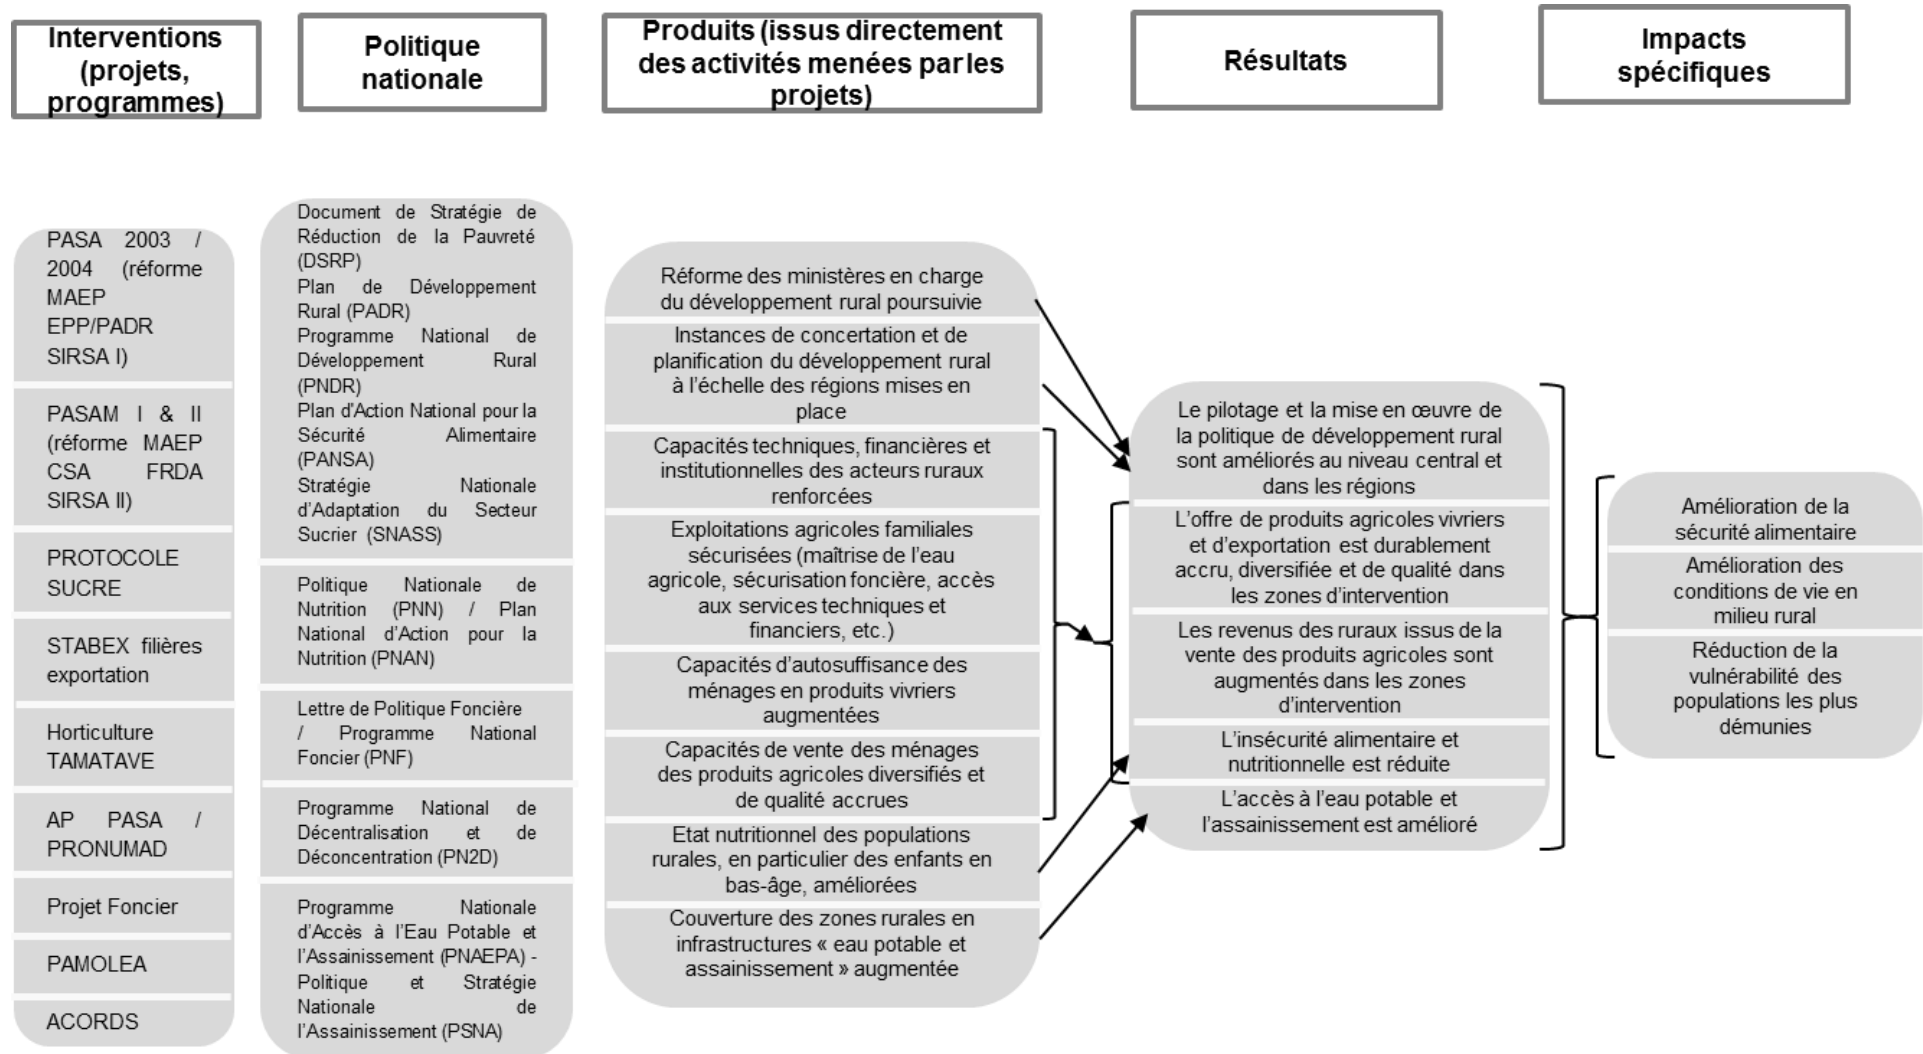 Interventions
(projets,
programmes)
Politique
nationale
Produits (issus directement
des activités menées par les
projets)
Résultats
Impacts
spécifiques
PASA 2003 /
2004 (réforme
MAEP
EPP/PADR
SIRSA I)
PASAM I & II
(réforme MAEP
CSA FRDA
SIRSA II)
PROTOCOLE
SUCRE
STABEX filières
exportation
Horticulture
TAMATAVE
AP PASA /
PRONUMAD
Projet Foncier
PAMOLEA
ACORDS
Document de Stratégie de
Réduction de la Pauvreté
(DSRP)
Plan de Développement
Rural (PADR)
Programme National de
Développement Rural
(PNDR)
Plan d'Action National pour la
Sécurité Alimentaire
(PANSA)
Stratégie Nationale
d'Adaptation du Secteur
Sucrier (SNASS)
Politique Nationale de
Nutrition (PNN) / Plan
National d'Action pour la
Nutrition (PNAN)
Lettre de Politique Foncière
/ Programme National
Foncier (PNF)
Programme National de
Décentralisation et de
Déconcentration (PN2D)
Programme Nationale
d'Accès à l'Eau Potable et
l'Assainissement (PNAEPA) -
Politique et Stratégie
Nationale de
l'Assainissement (PSNA)
Réforme des ministères en charge
du développement rural poursuivie
Instances de concertation et de
planification du développement rural
à l'échelle des régions mises en
place
Capacités techniques, financières et
institutionnelles des acteurs ruraux
renforcées
Exploitations agricoles familiales
sécurisées (maîtrise de l'eau
agricole, sécurisation foncière, accès
aux services techniques et
financiers, etc.)
Capacités d'autosuffisance des
ménages en produits vivriers
augmentées
Capacités de vente des ménages
des produits agricoles diversifiés et
de qualité accrues
Etat nutritionnel des populations
rurales, en particulier des enfants en
bas-âge, améliorées
Couverture des zones rurales en
infrastructures « eau potable et
assainissement » augmentée
Le pilotage et la mise en œuvre de
la politique de développement rural
sont améliorés au niveau central et
dans les régions
L'offre de produits agricoles vivriers
et d'exportation est durablement
accru, diversifiée et de qualité dans
les zones d'intervention
Les revenus des ruraux issus de la
vente des produits agricoles sont
augmentés dans les zones
d'intervention
L'insécurité alimentaire et
nutritionnelle est réduite
L'accès à l'eau potable et
l'assainissement est amélioré
Amélioration de la
sécurité alimentaire
Amélioration des
conditions de vie en
milieu rural
Réduction de la
vulnérabilité des
populations les plus
démunies